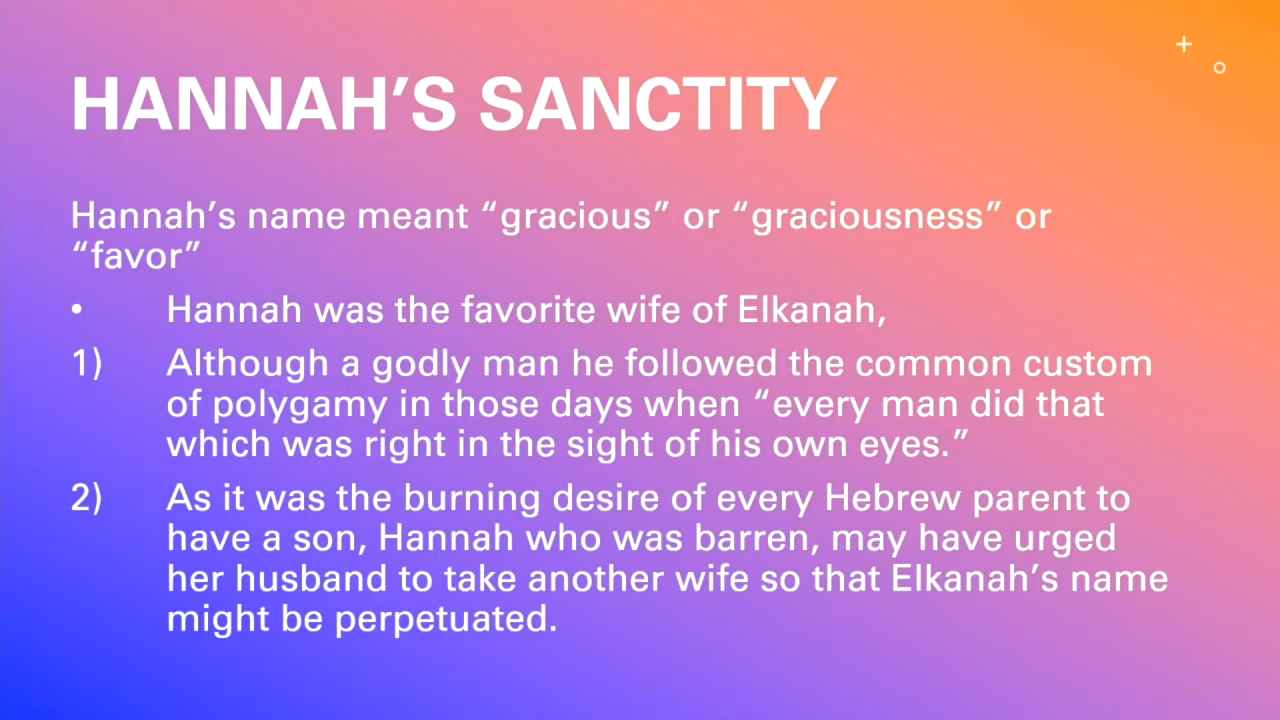 HANNAH’S SANCTITY
Hannah’s name meant “gracious” or “graciousness” or
“favor”
• Hannah was the favorite wife of Elkanah,
1) Although a godly man he followed the common custom
of polygamy in those days when “every man did that
which was right in the sight of his own eyes.”
2) As it was the burning desire of every Hebrew parent to
have a son, Hannah who was barren, may have urged
her husband to take another wife so that Elkanah’s name
might be perpetuated.